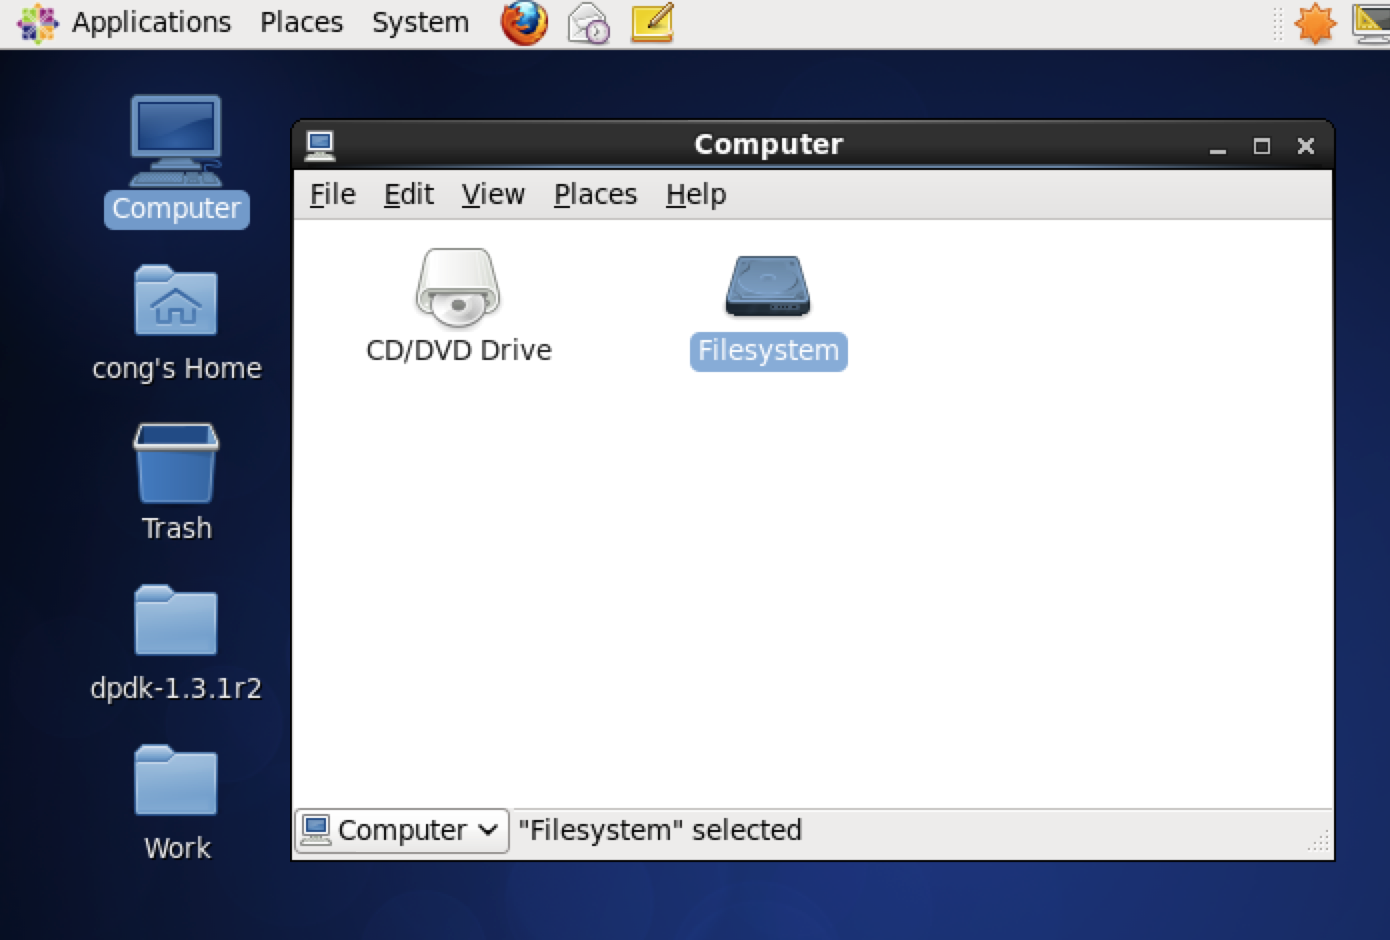 Applications Places System
Computer
cong's Home
Trash
dpdk-1.3.1r2
Work
Computer
File Edit View Places Help
CD/DVD Drive
Filesystem
Computer "Filesystem" selected